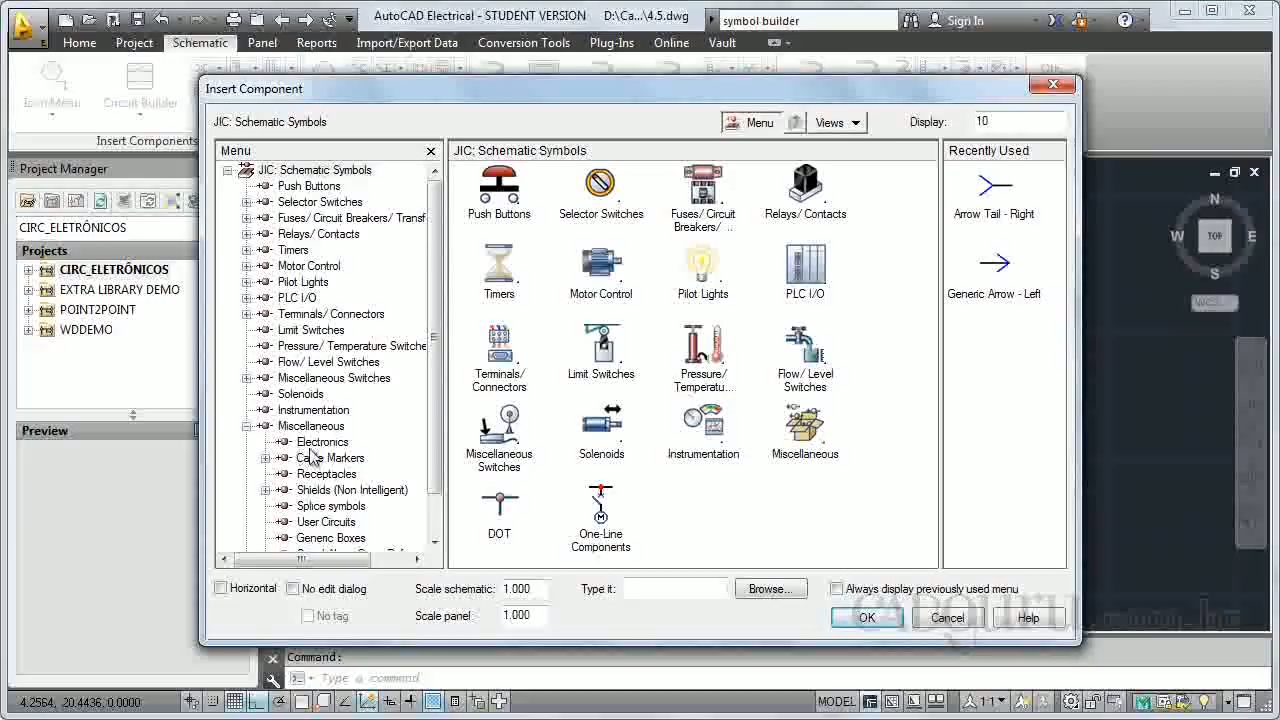 AutoCAD Electrical - STUDENT VERSION D:\Ca...\4.5.dwg
symbol builder
Sign In
Home Project Schematic Panel Reports Import/Export Data Conversion Tools Plug-Ins Online Vault
Icon Menu Circuit Builder
Insert Components
Insert Component
JIC: Schematic Symbols
Menu
Views
Display:
10
Project Manager
CIRC_ELETRÔNICOS
Projects
CIRC_ELETRÔNICOS
EXTRA LIBRARY DEMO
POINT2POINT
WDDEMO
Preview
Menu
JIC: Schematic Symbols
Push Buttons
Selector Switches
Fuses/ Circuit Breakers/ Transf
Relays/ Contacts
Timers
Motor Control
Pilot Lights
PLC I/O
Terminals/ Connectors
Limit Switches
Pressure/ Temperature Switche
Flow/ Level Switches
Miscellaneous Switches
Solenoids
Instrumentation
Miscellaneous
Electronics
Markers
Receptacles
Shields (Non Intelligent)
Splice symbols
User Circuits
Generic Boxes
JIC: Schematic Symbols
Push Buttons
Selector Switches
Fuses/ Circuit
Breakers/ ...
Relays/ Contacts
Timers
Motor Control
Pilot Lights
PLC I/O
Terminals/
Connectors
Limit Switches
Pressure/
Temperatu...
Flow/ Level
Switches
Miscellaneous
Switches
Solenoids
Instrumentation
Miscellaneous
DOT
One-Line
Components
Recently Used
Arrow Tail - Right
Generic Arrow - Left
N
W TOP E
S
Horizontal
No edit dialog
No tag
Scale schematic: 1.000
Scale panel: 1.000
Type it:
Browse...
Always display previously used menu
OK
Cancel
Help
Command:
Type a command
4.2564, 20.4436, 0.0000
MODEL
1:1